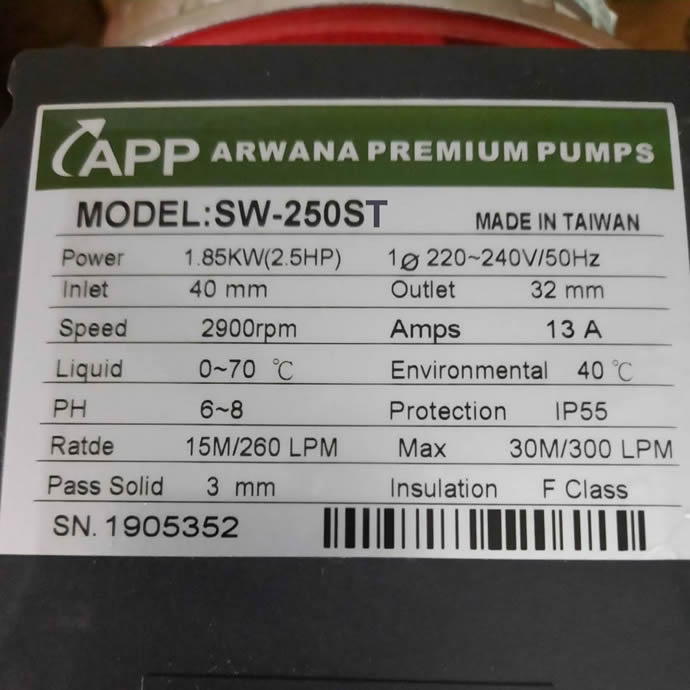 APP ARWANA PREMIUM PUMPS
MODEL:SW-250ST MADE IN TAIWAN
Power 1.85KW(2.5HP) 1ø 220~240V/50Hz
Inlet 40 mm Outlet 32 mm
Speed 2900rpm Amps 13 A
Liquid 0~70 ℃ Environmental 40 ℃
PH 6~8 Protection IP55
Ratde 15M/260 LPM Max 30M/300 LPM
Pass Solid 3 mm Insulation F Class
SN. 1905352